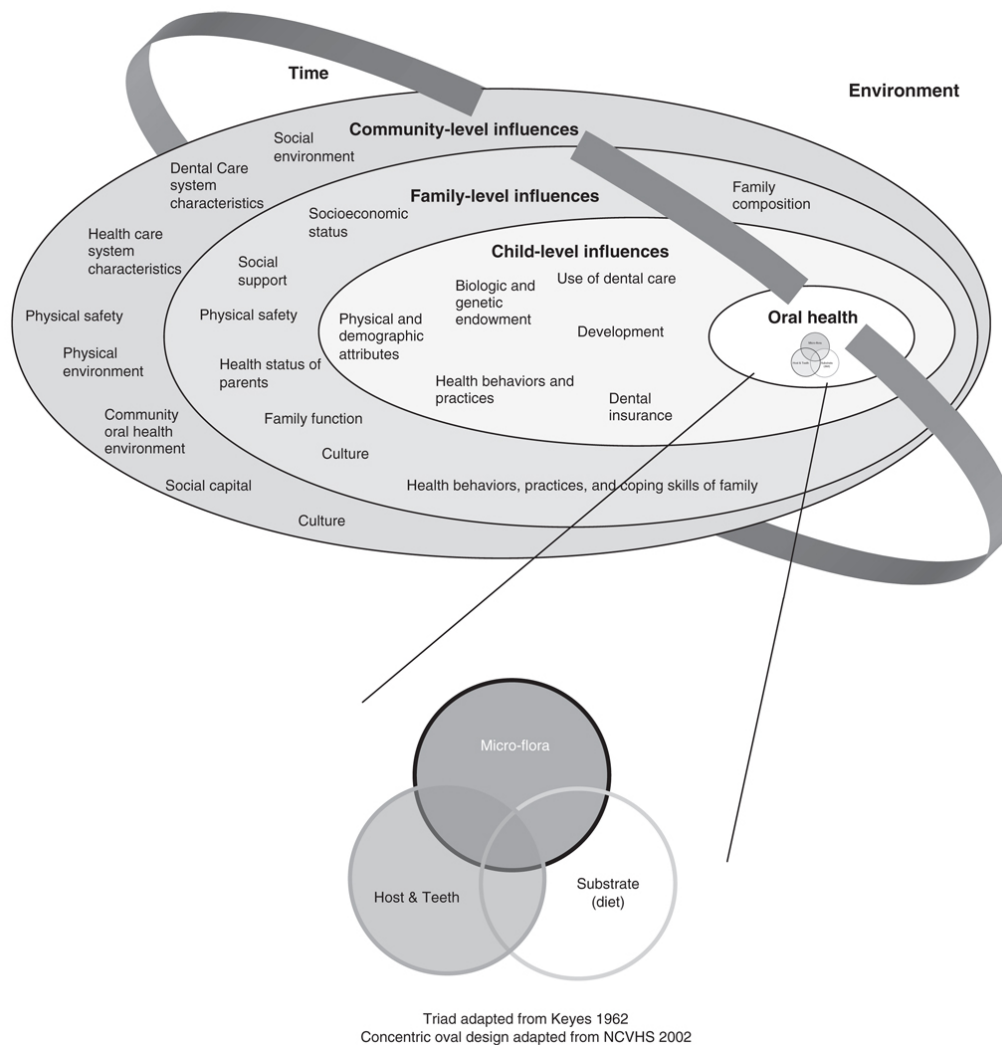 Time
Environment
Community-level influences
Social
environment
Dental Care
system
characteristics
Health care
system
characteristics
Physical safety
Physical
environment
Community
oral health
environment
Social capital
Culture
Family-level influences
Family
composition
Socioeconomic
status
Social
support
Physical safety
Health status of
parents
Family function
Culture
Health behaviors, practices, and coping skills of family
Child-level influences
Use of dental care
Biologic and
genetic
endowment
Physical and
demographic
attributes
Development
Health behaviors and
practices
Dental
insurance
Oral health
Micro-flora
Host & Teeth
Substrate
(diet)
Triad adapted from Keyes 1962
Concentric oval design adapted from NCVHS 2002